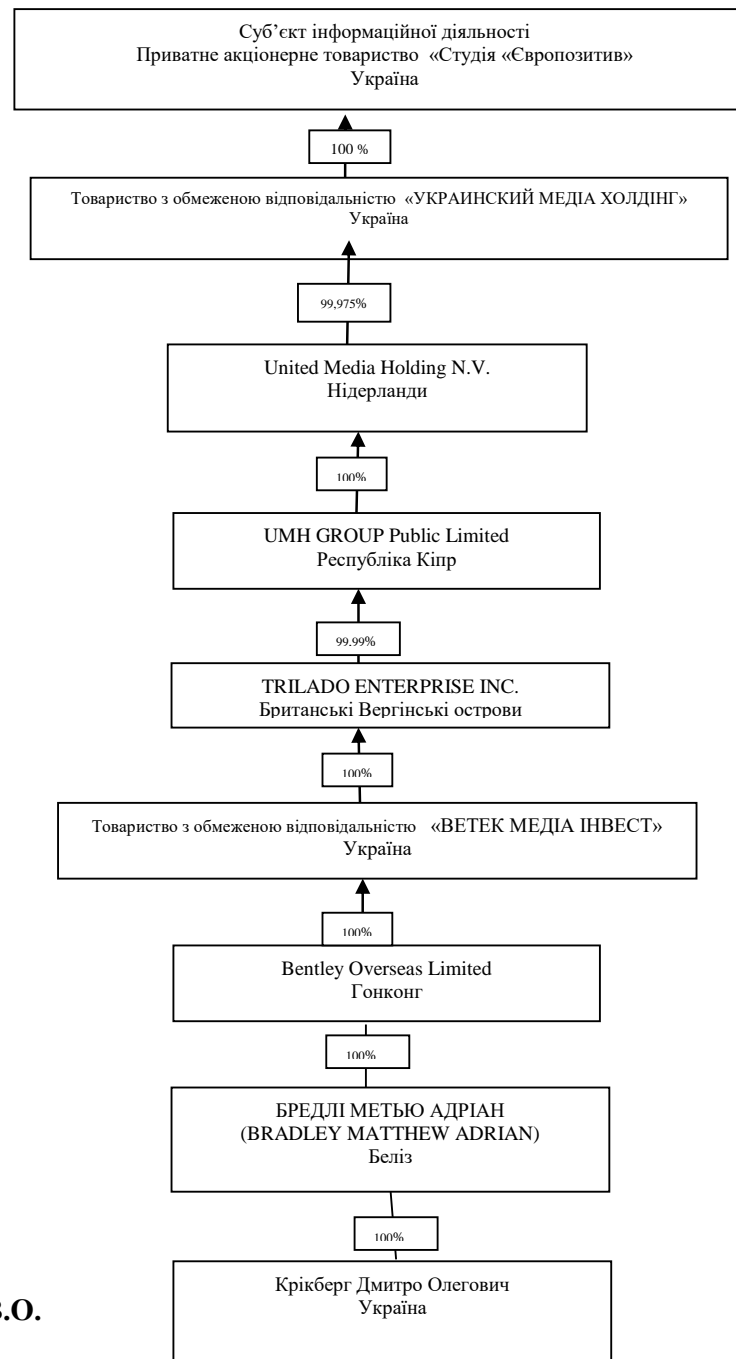 Суб’єкт інформаційної діяльності
Приватне акціонерне товариство «Студія «Європозитив»
Україна
100 %
Товариство з обмеженою відповідальністю «УКРАИНСКИЙ МЕДІА ХОЛДІНГ»
Україна
99,975%
United Media Holding N.V.
Нідерланди
100%
UMH GROUP Public Limited
Республіка Кіпр
99.99%
TRILADO ENTERPRISE INC.
Британські Вергінські острови
100%
Товариство з обмеженою відповідальністю «ВЕТЕК МЕДІА ІНВЕСТ»
Україна
100%
Bentley Overseas Limited
Гонконг
100%
БРЕДЛІ МЕТЬЮ АДРІАН
(BRADLEY MATTHEW ADRIAN)
Беліз
100%
Крікберг Дмитро Олегович
Україна